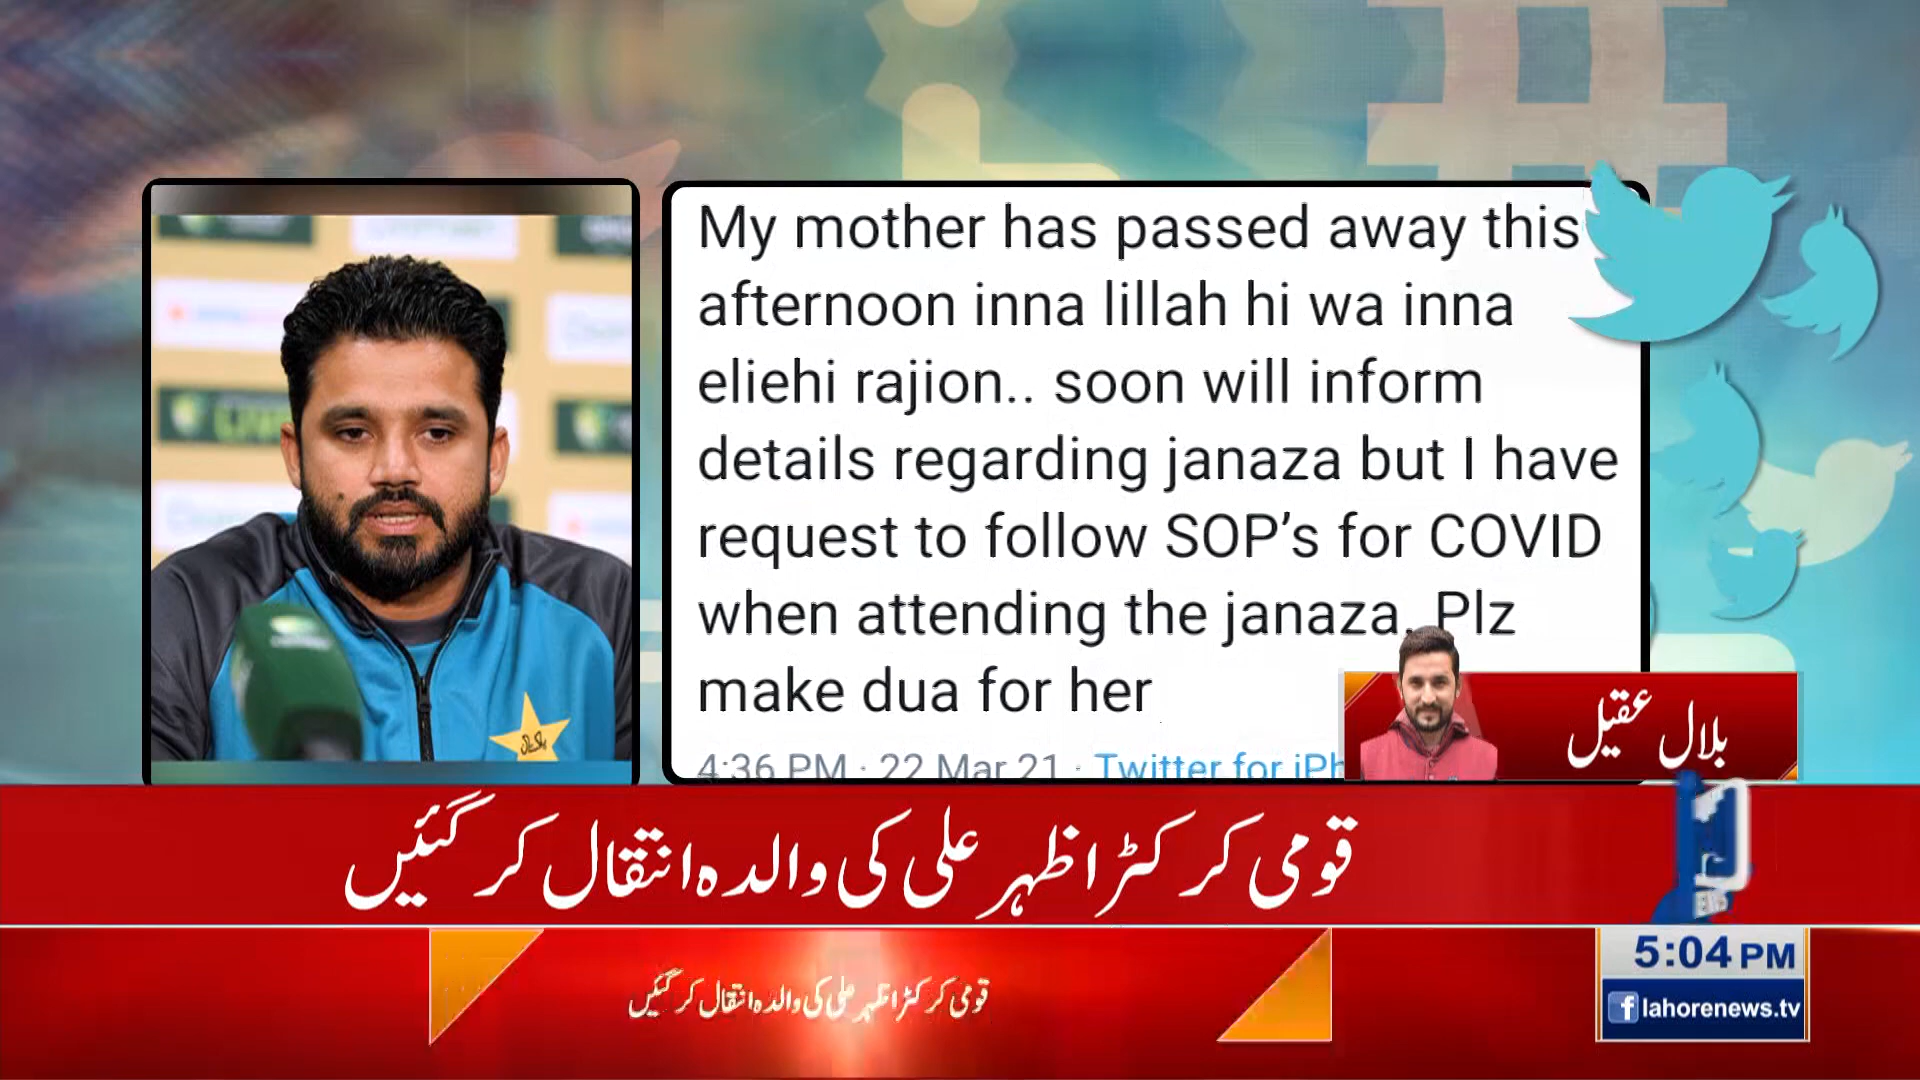 My mother has passed away this
afternoon inna lillah hi wa inna
eliehi rajion.. soon will inform
details regarding janaza but I have
request to follow SOP's for COVID
when attending the janaza. Plz
make dua for her
4:36 PM · 22 Mar 21 · Twitter for iPh
بلال عقیل
قومی کرکٹر اظہر علی کی والدہ انتقال کر گئیں
قومی کرکٹر اظہر علی کی والدہ انتقال کر گئیں
5:04 PM
lahorenews.tv